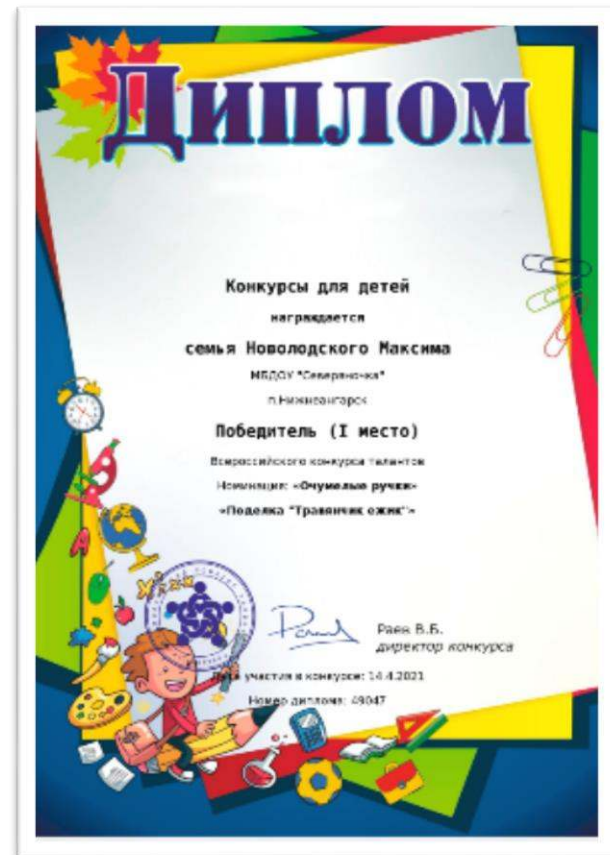 Диплом
Конкурсы для детей
награждается
семья Новолодского Максима
МБДОУ "Северяночка"
п.Нижнеангарск
Победитель (I место)
Всероссийского конкурса талантов
Номинация: «Очумелые ручки»
«Поделка "Травянчик ежик"»
Раев В.Б.
директор конкурса
участия в конкурсе: 14.4.2021
Номер диплома: 49047